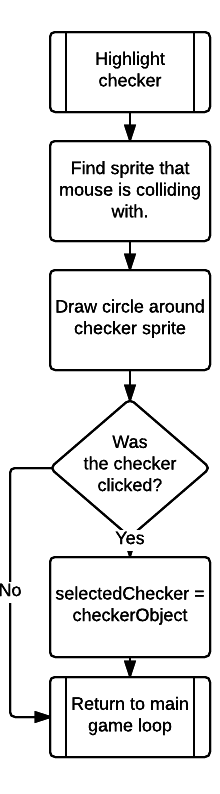 Highlight
checker
Find sprite that
mouse is colliding
with.
Draw circle around
checker sprite
Was
the checker
clicked?
Yes
selectedChecker =
checkerObject
No
Return to main
game loop